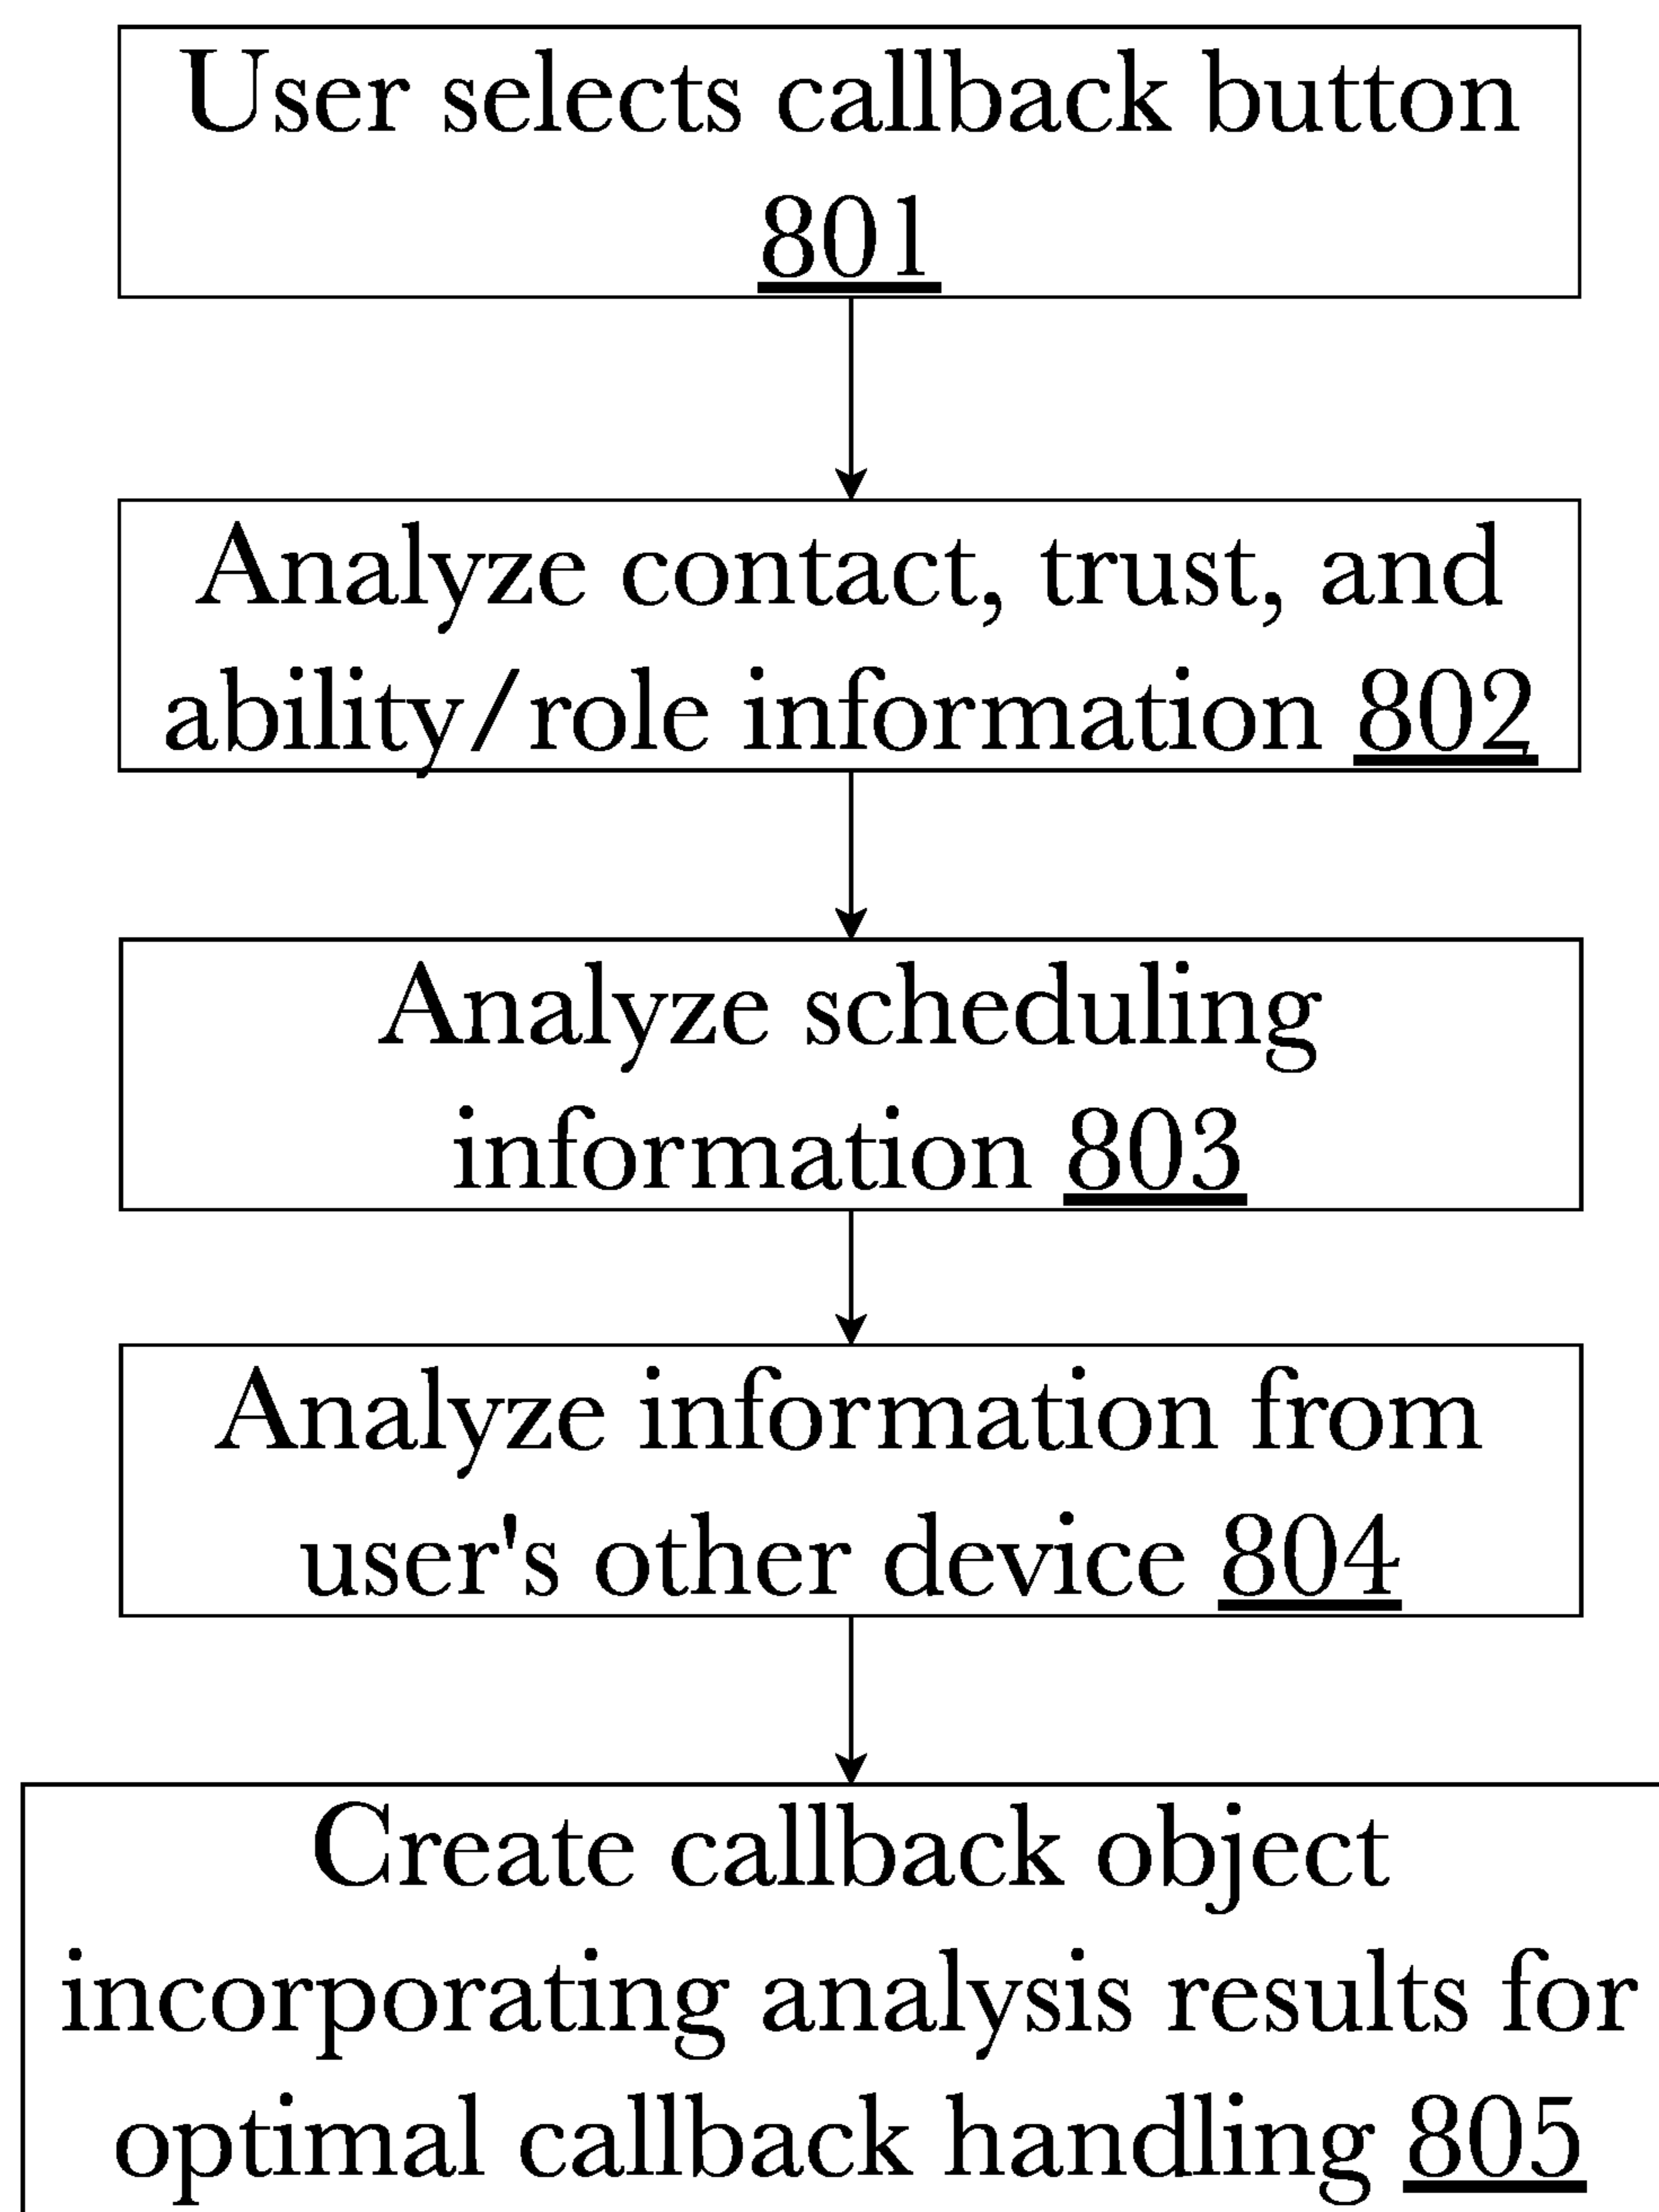 User selects callback button
801
Analyze contact, trust, and
ability/role information 802
Analyze scheduling
information 803
Analyze information from
user's other device 804
Create callback object
incorporating analysis results for
optimal callback handling 805